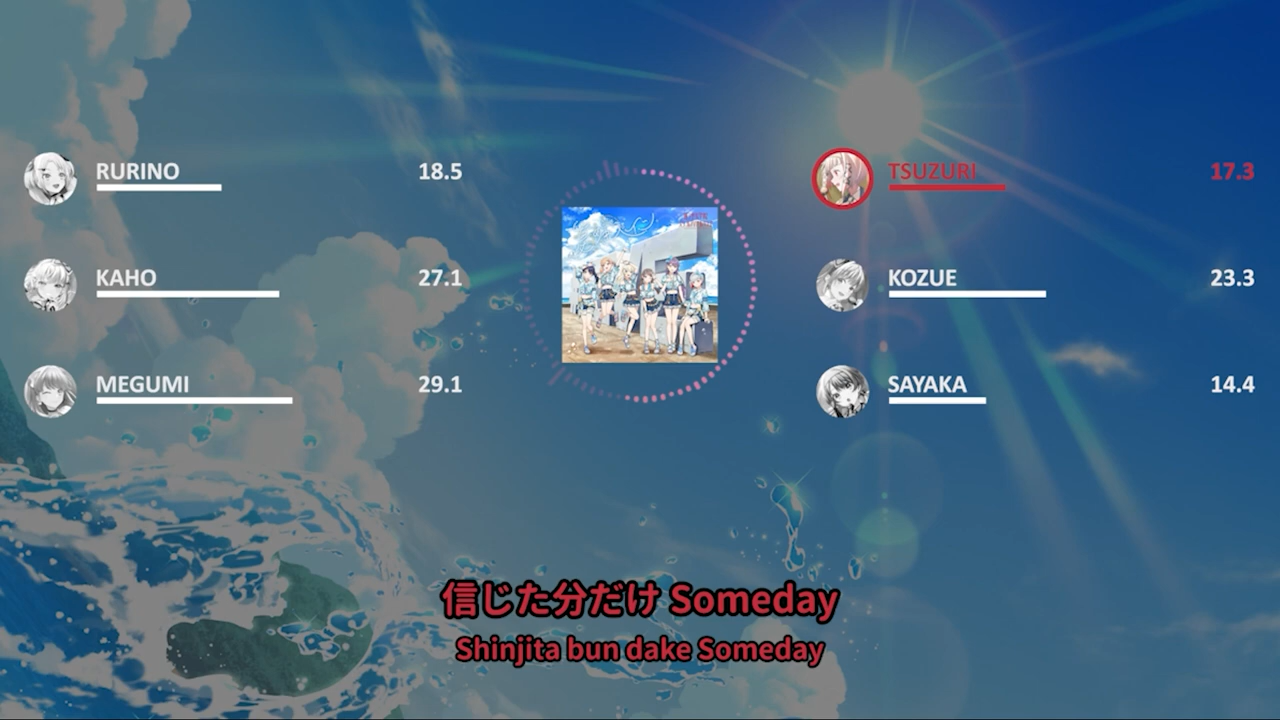 RURINO 18.5
KAHO 27.1
MEGUMI 29.1
TSUZURI 17.3
KOZUE 23.3
SAYAKA 14.4
信じた分だけ Someday
Shinjita bun dake Someday